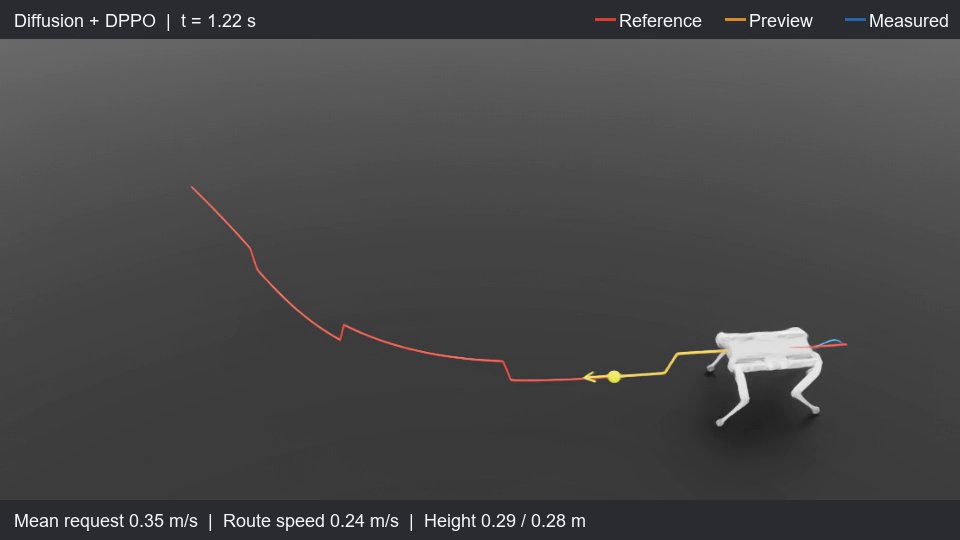 Diffusion + DPPO | t = 1.22 s
Reference Preview Measured
Mean request 0.35 m/s | Route speed 0.24 m/s | Height 0.29 / 0.28 m